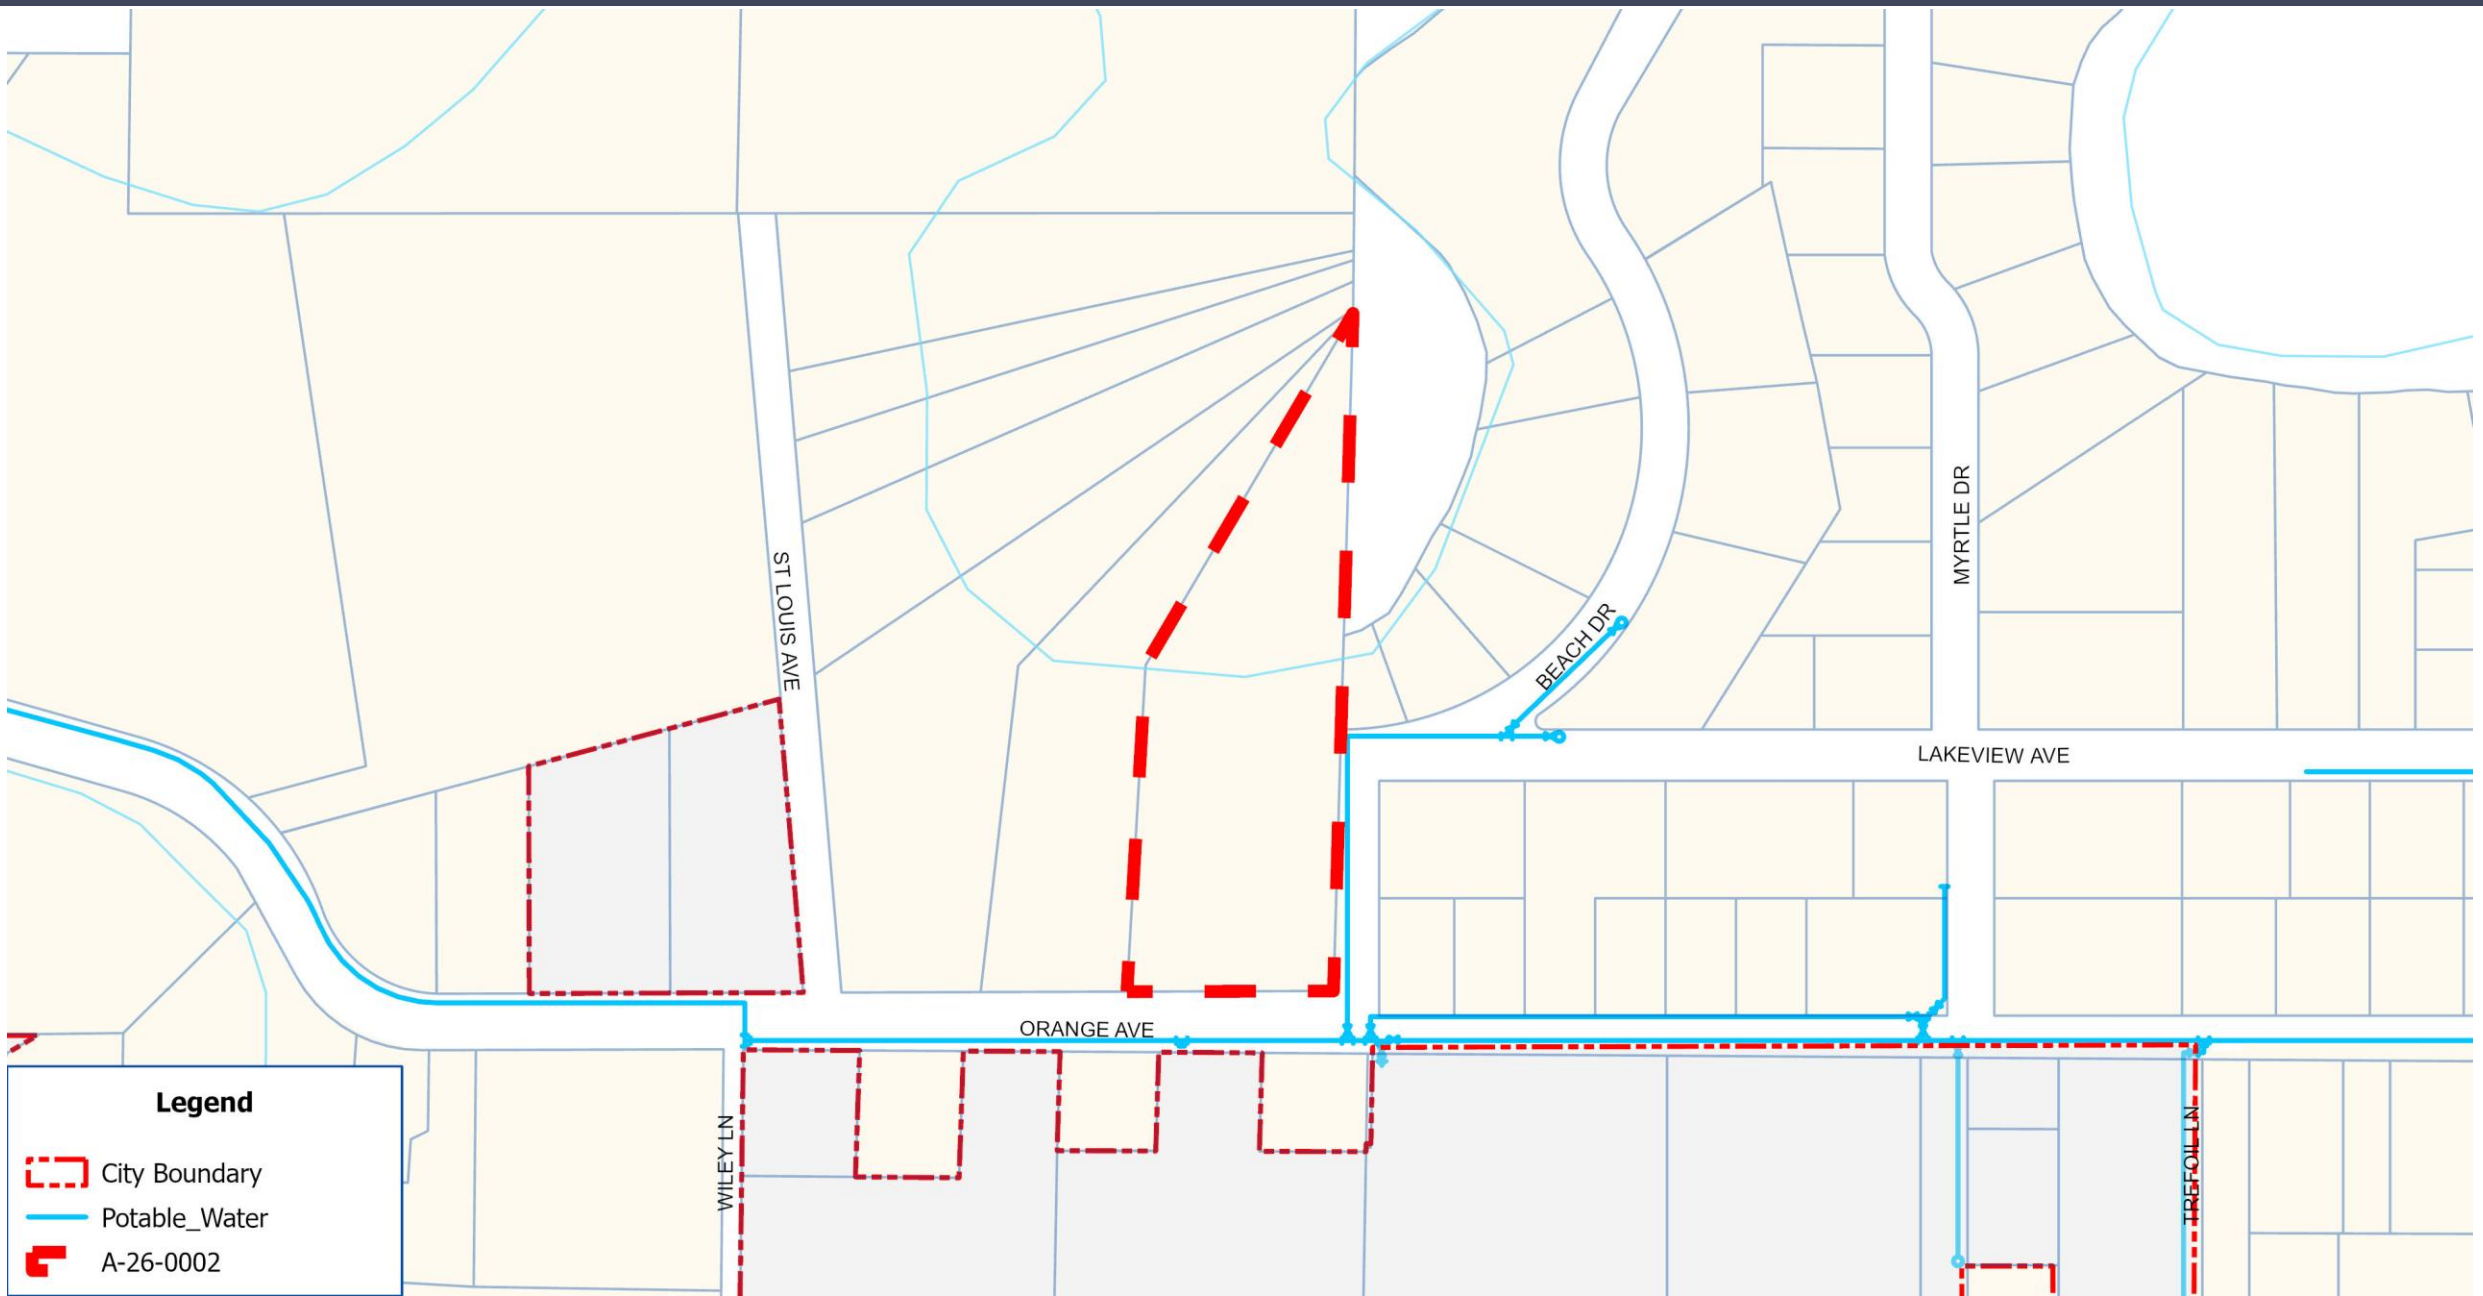 ST LOUIS AVE
MYRTLE DR
BEACH DR
LAKEVIEW AVE
ORANGE AVE
WILEY LN
TREFOIL LN
Legend
City Boundary
Potable_Water
A-26-0002